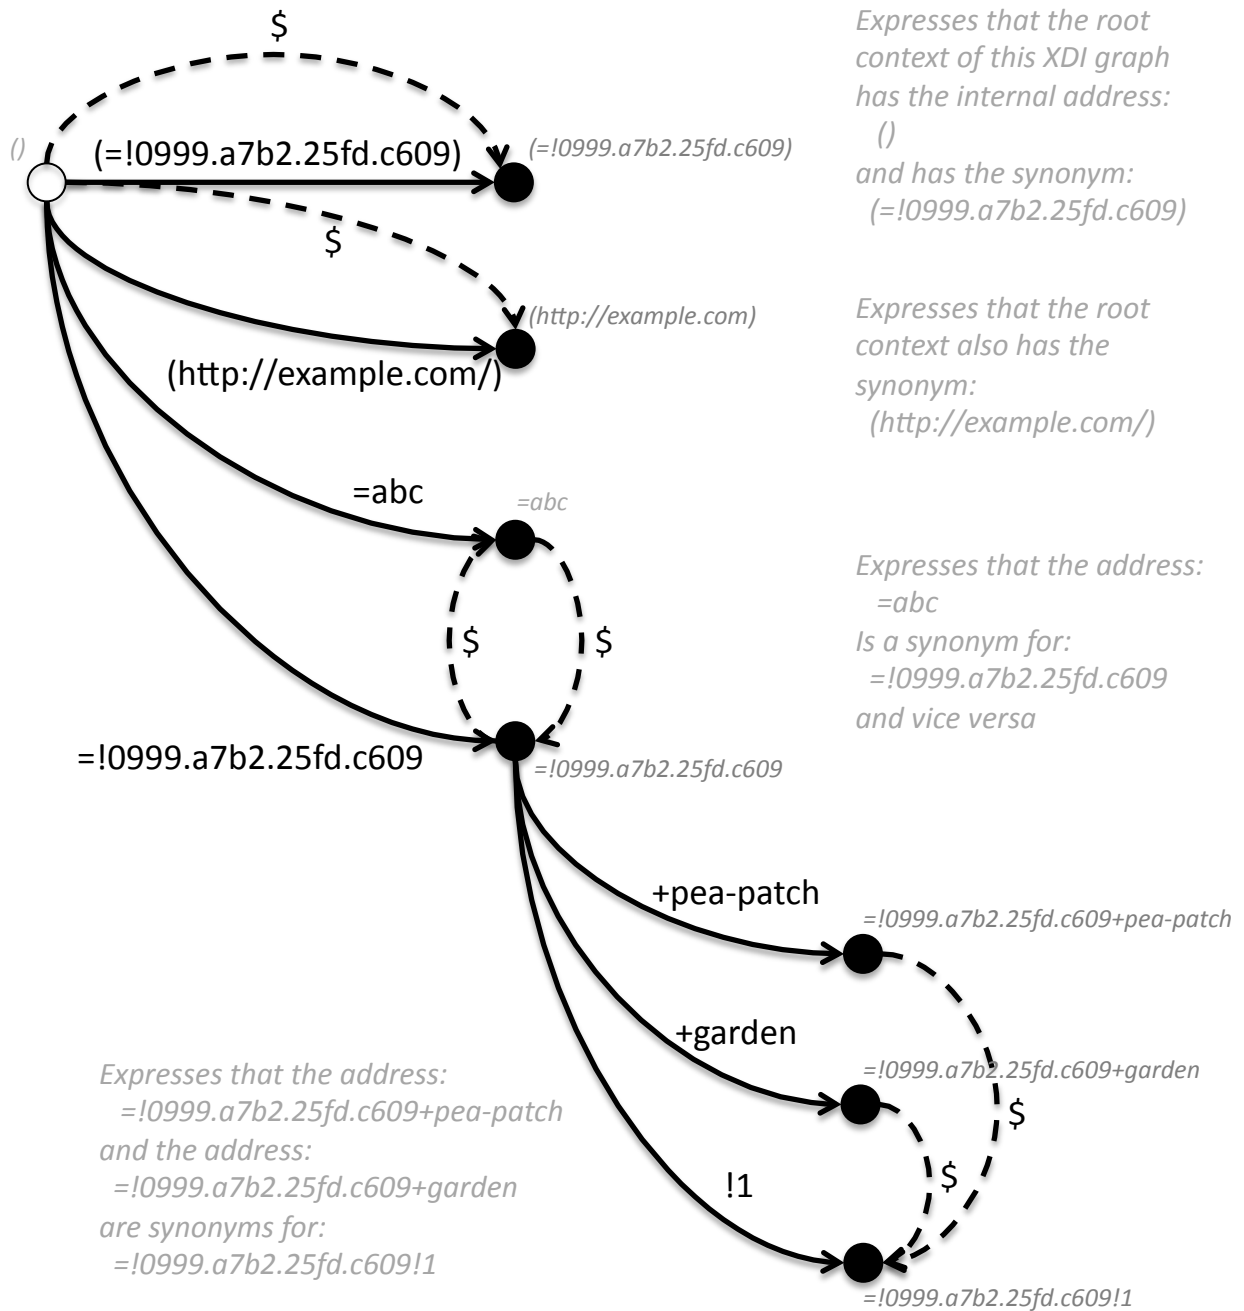 $
Expresses that the root
context of this XDI graph
has the internal address:
()
and has the synonym:
(=!0999.a7b2.25fd.c609)
()
(=!0999.a7b2.25fd.c609)
(=!0999.a7b2.25fd.c609)
$
(http://example.com)
(http://example.com/)
Expresses that the root
context also has the
synonym:
(http://example.com/)
=abc
=abc
$
$
Expresses that the address:
=abc
Is a synonym for:
=!0999.a7b2.25fd.c609
and vice versa
=!0999.a7b2.25fd.c609
=!0999.a7b2.25fd.c609
+pea-patch
=!0999.a7b2.25fd.c609+pea-patch
+garden
=!0999.a7b2.25fd.c609+garden
$
$
!1
=!0999.a7b2.25fd.c609!1
Expresses that the address:
=!0999.a7b2.25fd.c609+pea-patch
and the address:
=!0999.a7b2.25fd.c609+garden
are synonyms for:
=!0999.a7b2.25fd.c609!1